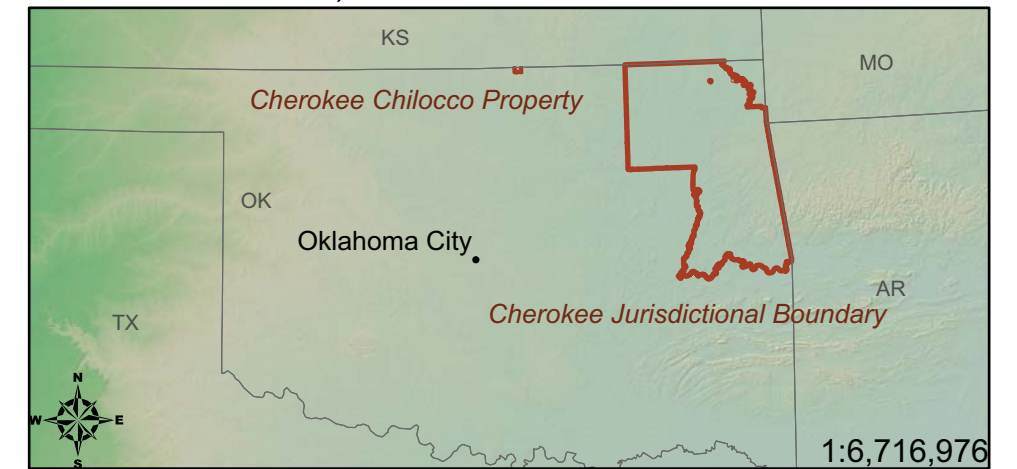 KS
MO
Cherokee Chilocco Property
OK
Oklahoma City
AR
Cherokee Jurisdictional Boundary
TX
N
W
E
S
1:6,716,976